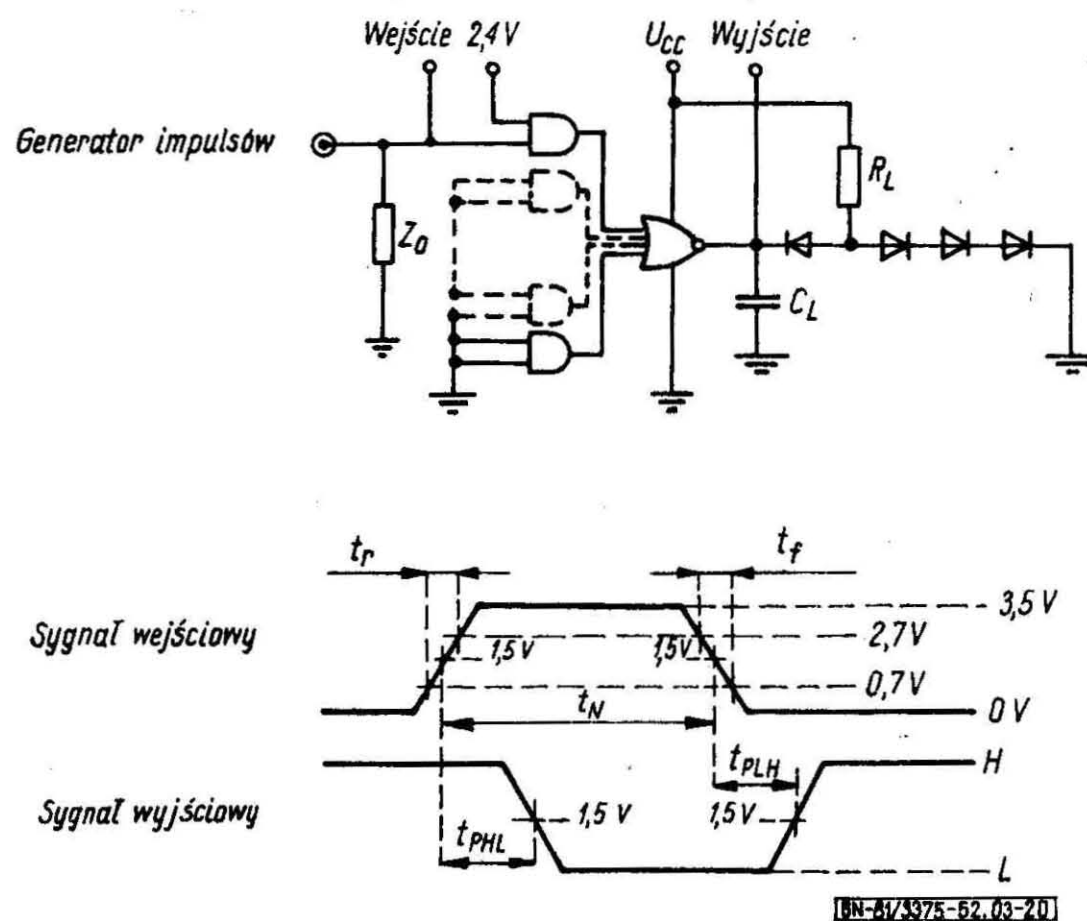 Wejście 2,4 V
U_CC Wyjście
Generator impulsów
Z_0
R_L
C_L
t_r
t_f
3,5 V
Sygnał wejściowy
2,7 V
1,5 V
1,5 V
0,7 V
0 V
t_N
H
t_PLH
Sygnał wyjściowy
1,5 V
1,5 V
t_PHL
L
BN-81/3375-52.03-20